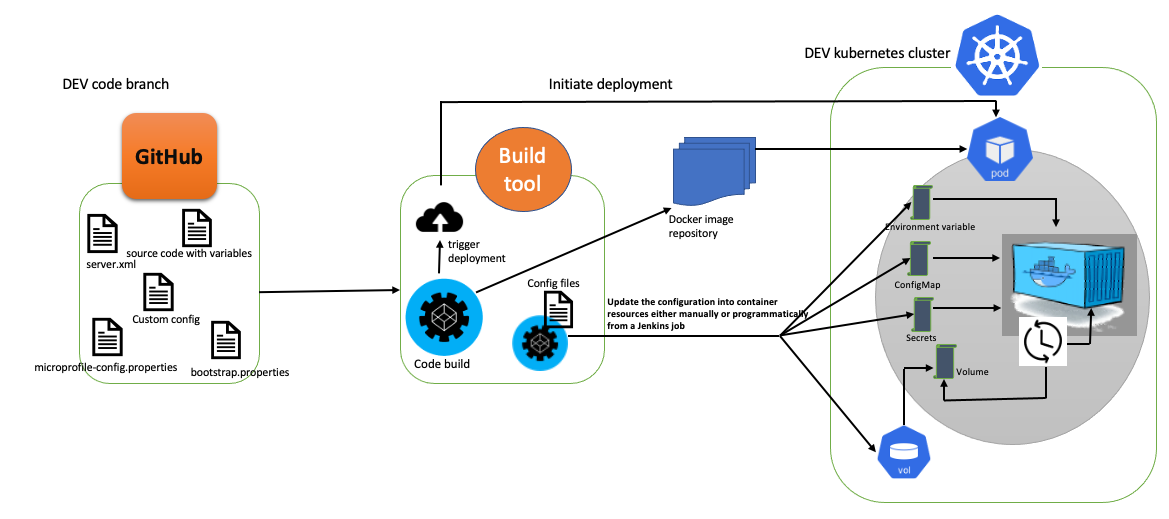 DEV kubernetes cluster
DEV code branch
Initiate deployment
GitHub
Build
tool
pod
server.xml
source code with variables
Custom config
microprofile-config.properties
bootstrap.properties
trigger
deployment
Code build
Config files
Docker image
repository
Update the configuration into container
resources either manually or programmatically
from a Jenkins job
Environment variable
ConfigMap
Secrets
Volume
vol